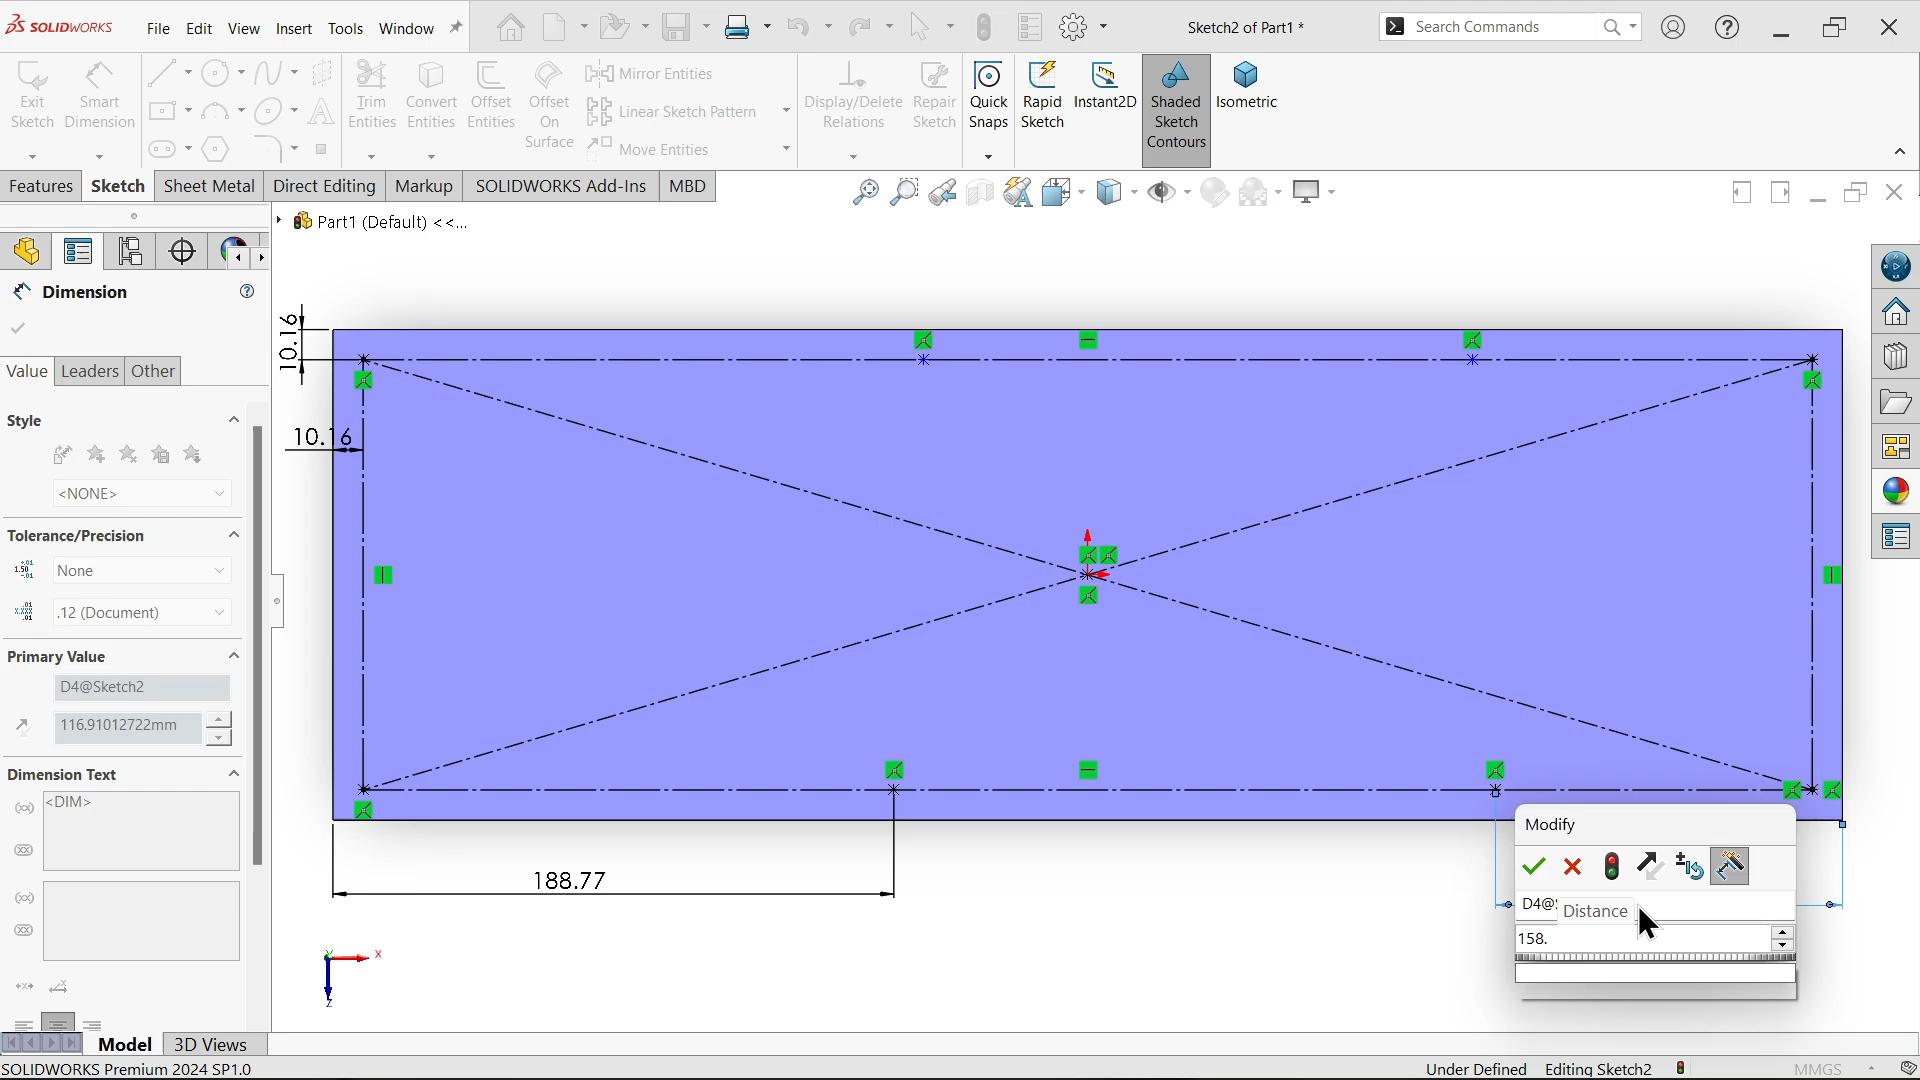 SOLIDWORKS File Edit View Insert Tools Window Sketch2 of Part1 * Search Commands
Exit Sketch
Smart Dimension
Trim Entities
Convert Entities
Offset Entities
Offset On Surface
Mirror Entities
Linear Sketch Pattern
Move Entities
Display/Delete Relations
Repair Sketch
Quick Snaps
Rapid Sketch
Instant2D
Shaded Sketch Contours
Isometric
Features Sketch Sheet Metal Direct Editing Markup SOLIDWORKS Add-Ins MBD
Part1 (Default) <<...
Dimension
Value Leaders Other
Style
<NONE>
Tolerance/Precision
None
.12 (Document)
Primary Value
D4@Sketch2
116.91012722mm
Dimension Text
<DIM>
10.16
10.16
188.77
Modify
D4@
Distance
158.
Y
X
Z
Model 3D Views
SOLIDWORKS Premium 2024 SP1.0 Under Defined Editing Sketch2 MMGS